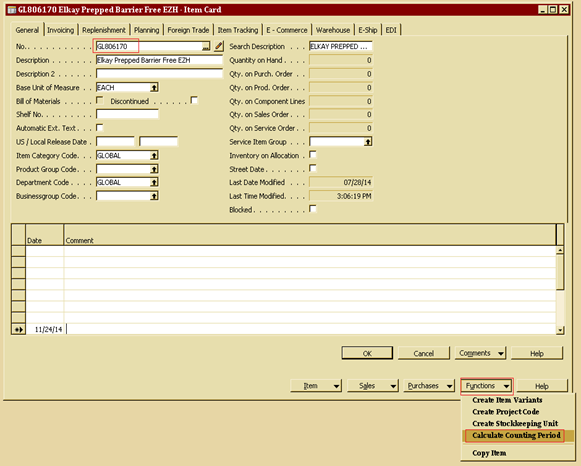 GL806170 Elkay Prepped Barrier Free EZH - Item Card
General Invoicing Replenishment Planning Foreign Trade Item Tracking E - Commerce Warehouse E-Ship EDI
No. . . . . . . . . . . . . . GL806170 ... Search Description . . . ELKAY PREPPED ...
Description . . . . . . . . Elkay Prepped Barrier Free EZH Quantity on Hand . . . . 0
Description 2 . . . . . . . Qty. on Purch. Order . . 0
Base Unit of Measure . . EACH Qty. on Prod. Order . . . 0
Bill of Materials . . . . . . Discontinued . . . . . Qty. on Component Lines 0
Shelf No. . . . . . . . . . . Qty. on Sales Order . . . 0
Automatic Ext. Text . . . Qty. on Service Order . . 0
US / Local Release Date . Service Item Group . . . .
Item Category Code. . . . GLOBAL Inventory on Allocation .
Product Group Code. . . . Street Date . . . . . . .
Department Code . . . . . GLOBAL Last Date Modified . . . 07/28/14
Businessgroup Code. . . . Last Time Modified. . . . 3:06:19 PM
Blocked . . . . . . . . .
Date Comment
11/24/14
OK Cancel Comments Help
Item Sales Purchases Functions Help
Create Item Variants
Create Project Code
Create Stockkeeping Unit
Calculate Counting Period
Copy Item